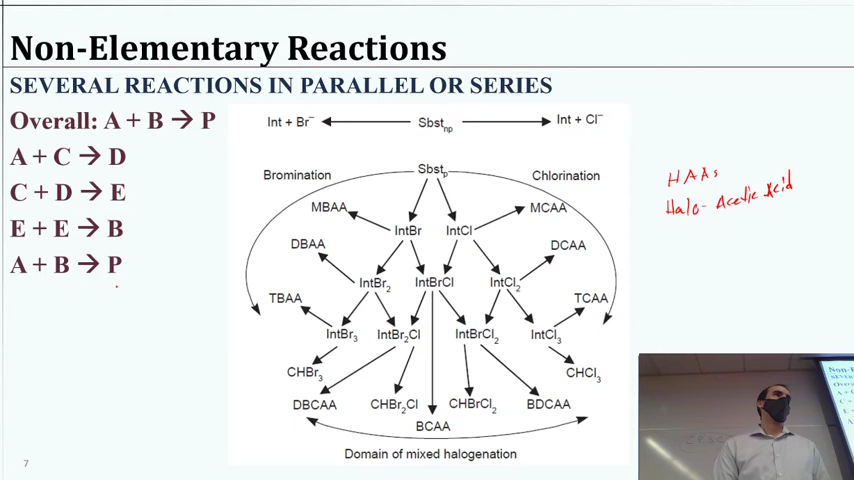 Non-Elementary Reactions
SEVERAL REACTIONS IN PARALLEL OR SERIES
Overall: A + B → P
A + C → D
C + D → E
E + E → B
A + B → P
Int + Br⁻ Sbstₙₚ Int + Cl⁻
Sbstₚ
Bromination Chlorination
MBAA MCAA
IntBr IntCl
DBAA DCAA
IntBr₂ IntBrCl IntCl₂
TBAA TCAA
IntBr₃ IntBr₂Cl IntBrCl₂ IntCl₃
CHBr₃ CHCl₃
DBCAA CHBr₂Cl CHBrCl₂ BDCAA
BCAA
Domain of mixed halogenation
HAAs
Halo-Acetic Acid
7